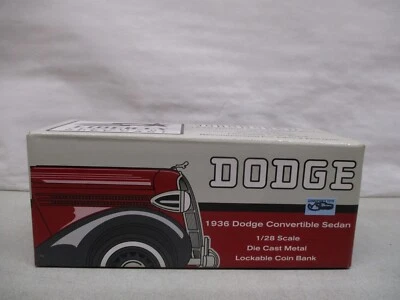 DODGE
1936 Dodge Convertible Sedan
1/28 Scale
Die Cast Metal
Lockable Coin Bank